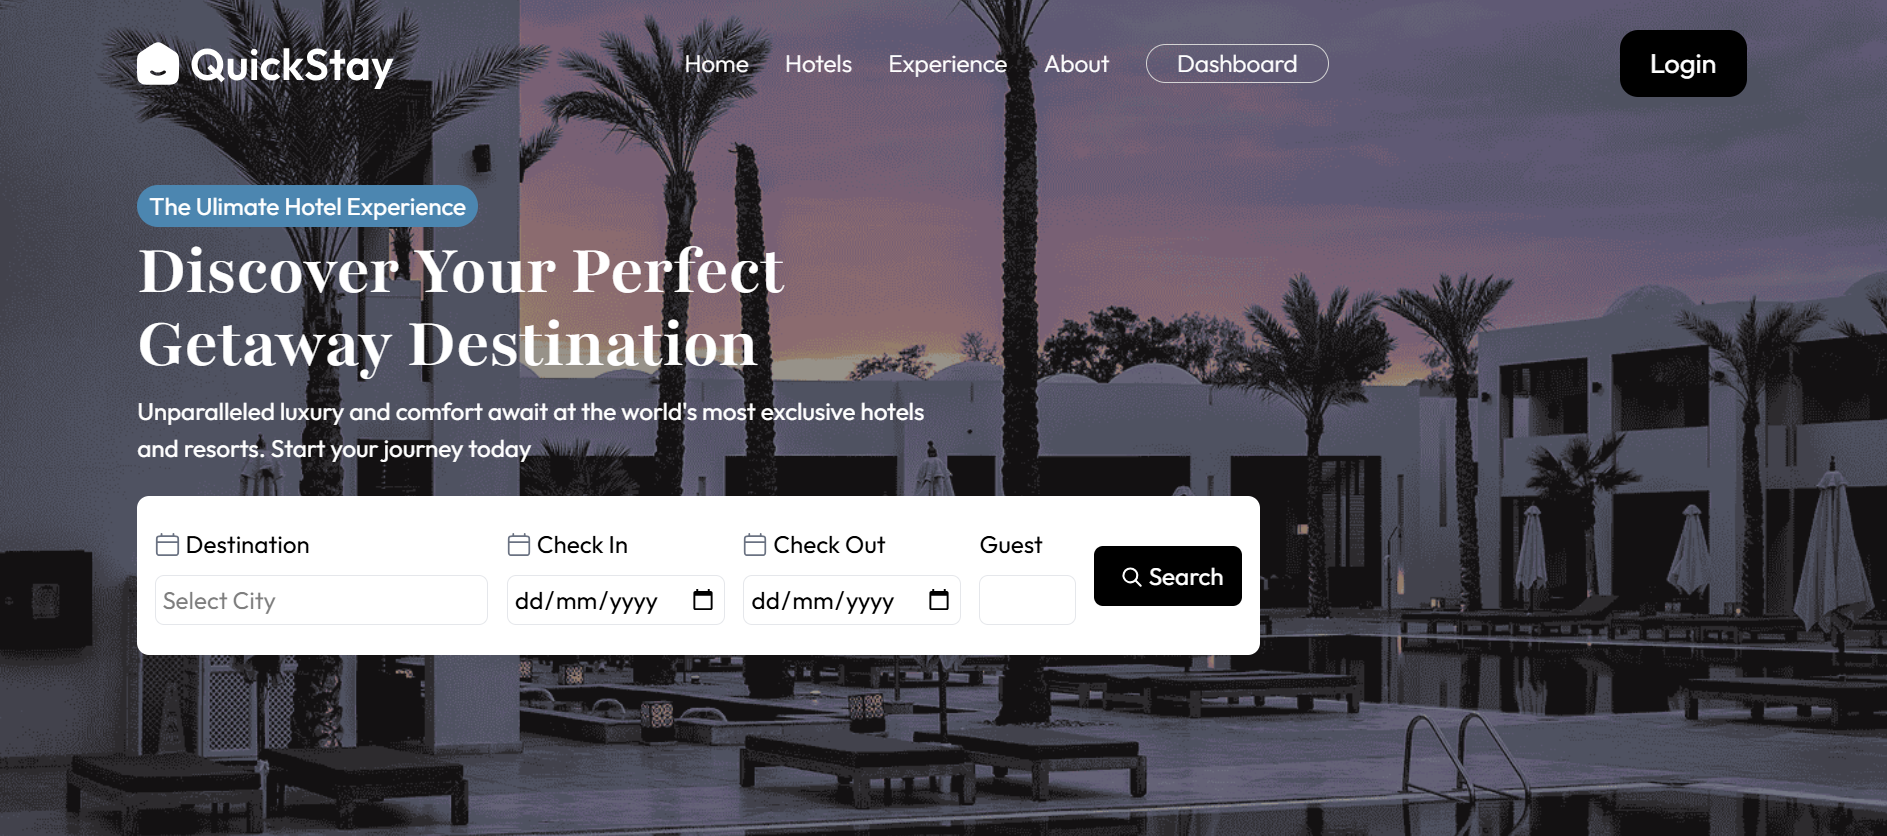 QuickStay
Home Hotels Experience About Dashboard
Login
The Ulimate Hotel Experience
Discover Your Perfect
Getaway Destination
Unparalleled luxury and comfort await at the world's most exclusive hotels
and resorts. Start your journey today
Destination Check In Check Out Guest
Select City dd/mm/yyyy dd/mm/yyyy
Search